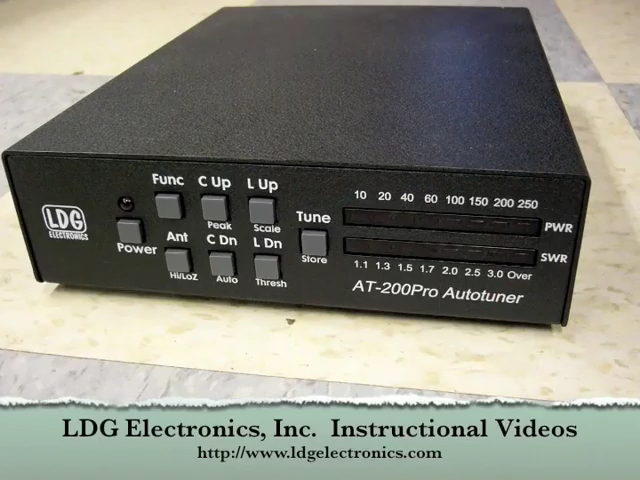 Func C Up L Up
Peak Scale
Tune
Store
Power
Ant C Dn L Dn
Hi/LoZ Auto Thresh
LDG
ELECTRONICS
10 20 40 60 100 150 200 250
PWR
SWR
1.1 1.3 1.5 1.7 2.0 2.5 3.0 Over
AT-200Pro Autotuner
LDG Electronics, Inc. Instructional Videos
http://www.ldgelectronics.com